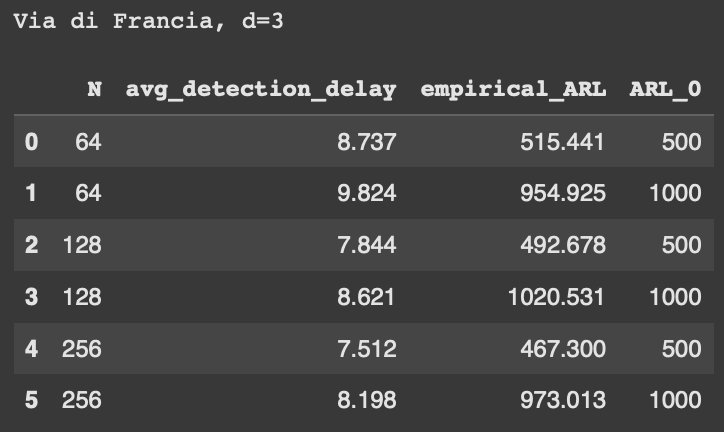 Via di Francia, d=3
N avg_detection_delay empirical_ARL ARL_0
0 64 8.737 515.441 500
1 64 9.824 954.925 1000
2 128 7.844 492.678 500
3 128 8.621 1020.531 1000
4 256 7.512 467.300 500
5 256 8.198 973.013 1000